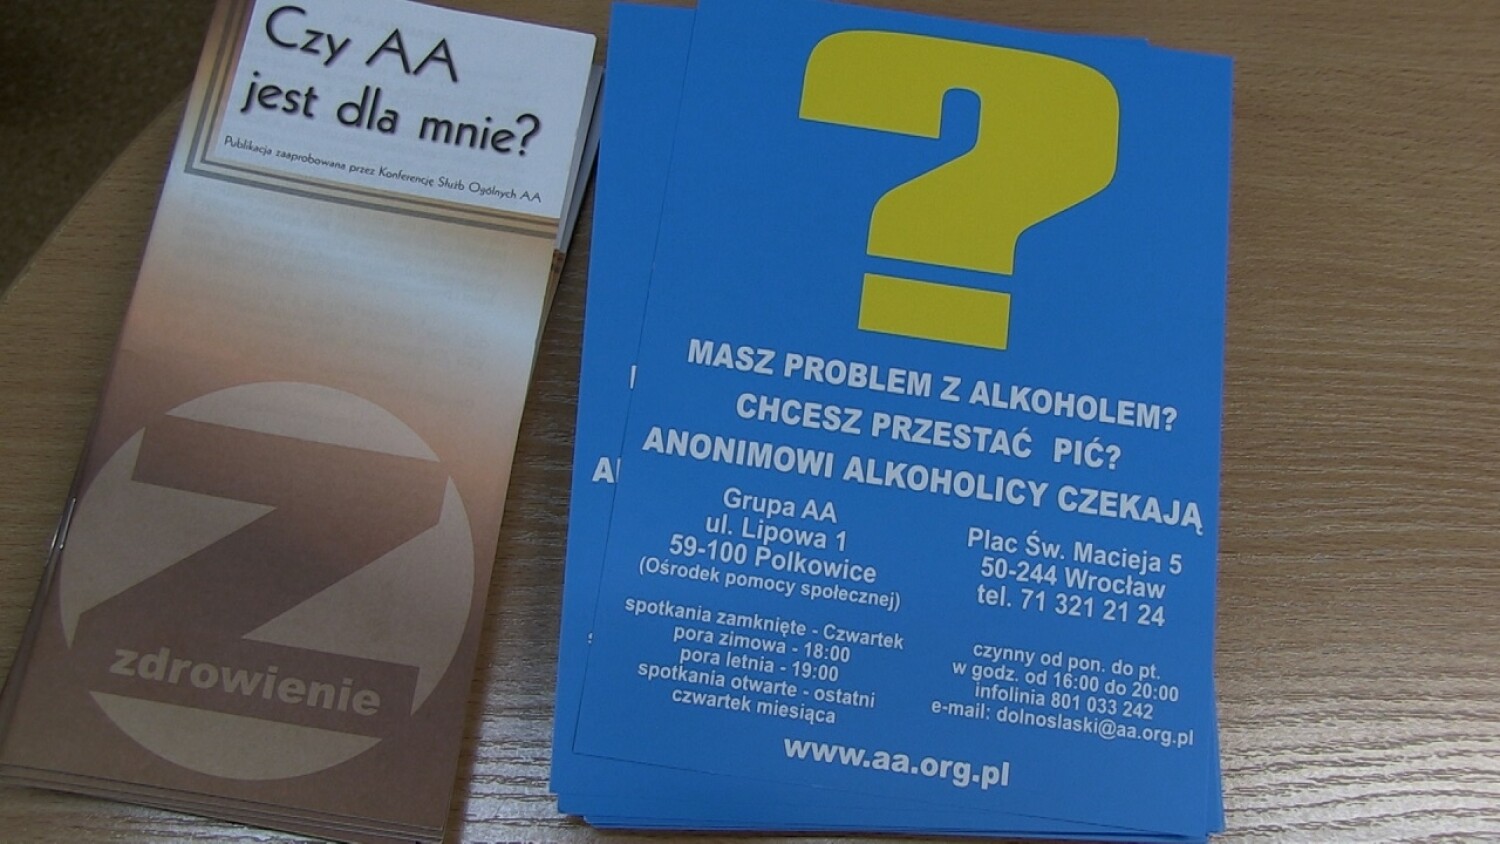 Czy AA
jest dla mnie?
Publikacja zaaprobowana przez Konferencję Służb Ogólnych AA
Z
zdrowienie
?
MASZ PROBLEM Z ALKOHOLEM?
CHCESZ PRZESTAĆ PIĆ?
ANONIMOWI ALKOHOLICY CZEKAJĄ
Grupa AA
ul. Lipowa 1
59-100 Polkowice
(Ośrodek pomocy społecznej)
spotkania zamknięte - Czwartek
pora zimowa - 18:00
pora letnia - 19:00
spotkania otwarte - ostatni
czwartek miesiąca
Plac Św. Macieja 5
50-244 Wrocław
tel. 71 321 21 24
czynny od pon. do pt.
w godz. od 16:00 do 20:00
infolinia 801 033 242
e-mail: dolnoslaski@aa.org.pl
www.aa.org.pl